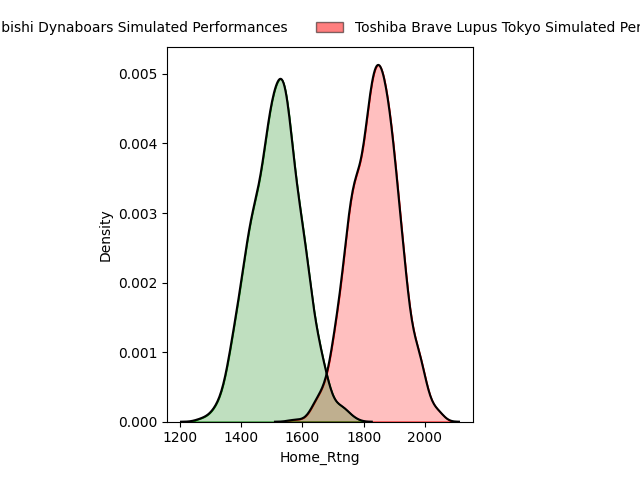 bishi Dynaboars Simulated Performances
Toshiba Brave Lupus Tokyo Simulated Per
0.005
0.004
0.003
0.002
0.001
0.000
Density
1200 1400 1600 1800 2000
Home_Rtng